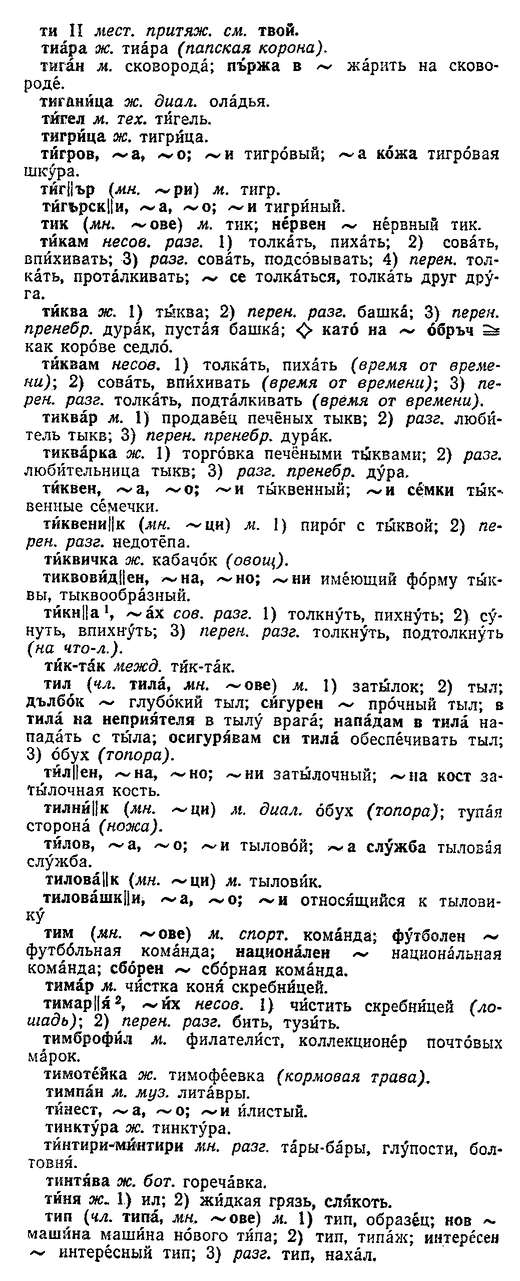 ти II мест. притяж. см. твой.
тиа́ра ж. тиа́ра (папская корона).
тига́н м. сковорода́; пъ́ржа в ~ жа́рить на сково-
роде́.
тига́ница ж. диал. ола́дья.
ти́гел м. тех. ти́гель.
тигри́ца ж. тигри́ца.
ти́гров, ~а, ~о; ~и тигро́вый; ~а ко́жа тигро́вая
шку́ра.
ти́г||ър (мн. ~ри) м. тигр.
ти́гърск||и, ~а, ~о; ~и тигри́ный.
тик (мн. ~ове) м. тик; не́рвен ~ не́рвный тик.
ти́кам несов. разг. 1) толка́ть, пиха́ть; 2) сова́ть,
впи́хивать; 3) разг. сова́ть, подсо́вывать; 4) перен. тол-
ка́ть, прота́лкивать; ~ се толка́ться, толка́ть друг дру́-
га.
ти́ква ж. 1) ты́ква; 2) перен. разг. башка́; 3) перен.
пренебр. дура́к, пуста́я башка́; ◇ като́ на ~ о́бръч ≅
как коро́ве седло́.
ти́квам несов. 1) толка́ть, пиха́ть (время от време-
ни); 2) сова́ть, впи́хивать (время от времени); 3) пе-
рен. разг. толка́ть, подта́лкивать (время от времени).
тиква́р м. 1) продаве́ц печёных тыкв; 2) разг. люби́-
тель тыкв; 3) перен. пренебр. дура́к.
тиква́рка ж. 1) торго́вка печёными ты́квами; 2) разг.
люби́тельница тыкв; 3) разг. пренебр. ду́ра.
ти́квен, ~а, ~о; ~и ты́квенный; ~и се́мки ты́к-
венные се́мечки.
ти́квени||к (мн. ~ци) м. 1) пиро́г с ты́квой; 2) пе-
рен. разг. недотёпа.
ти́квичка ж. кабачо́к (овощ).
тиквови́д||ен, ~на, ~но; ~ни име́ющий фо́рму ты́к-
вы, тыквообра́зный.
ти́кн||а ¹, ~ах сов. разг. 1) толкну́ть, пихну́ть; 2) су́-
нуть, впихну́ть; 3) перен. разг. толкну́ть, подтолкну́ть
(на что-л.).
ти́к-та́к межд. ти́к-та́к.
тил (чл. тила́, мн. ~ове) м. 1) заты́лок; 2) тыл;
дълбо́к ~ глубо́кий тыл; си́гурен ~ про́чный тыл; в
тила́ на неприя́теля в тылу́ врага́; напа́дам в тила́ на-
пада́ть с ты́ла; осигуря́вам си тила́ обеспе́чивать тыл;
3) о́бух (топора).
ти́л||ен, ~на, ~но; ~ни заты́лочный; ~на кост за-
ты́лочная кость.
тилни́||к (мн. ~ци) м. диал. о́бух (топора); тупа́я
сторона́ (ножа).
ти́лов, ~а, ~о; ~и тылово́й; ~а слу́жба тылова́я
слу́жба.
тилова́||к (мн. ~ци) м. тылови́к.
тилова́шк||и, ~а, ~о; ~и относя́щийся к тылови-
ку́
тим (мн. ~ове) м. спорт. кома́нда; фу́тболен ~
футбо́льная кома́нда; национа́лен ~ национа́льная
кома́нда; сбо́рен ~ сбо́рная кома́нда.
тима́р м. чи́стка коня́ скребни́цей.
тимар||я́ ², ~и́х несов. 1) чи́стить скребни́цей (ло-
шадь); 2) перен. разг. бить, тузи́ть.
тимброфи́л м. филатели́ст, коллекционе́р почто́вых
ма́рок.
тимоте́йка ж. тимофе́евка (кормовая трава).
тимпа́н м. муз. лита́вры.
ти́нест, ~а, ~о; ~и и́листый.
тинкту́ра ж. тинкту́ра.
ти́нтири-ми́нтири мн. разг. та́ры-ба́ры, глу́пости, бол-
товня́.
тинтя́ва ж. бот. гореча́вка.
ти́ня ж. 1) ил; 2) жи́дкая грязь, сля́коть.
тип (чл. типа́, мн. ~ове) м. 1) тип, образе́ц; нов ~
маши́на маши́на но́вого ти́па; 2) тип, типа́ж; интере́сен
~ интере́сный тип; 3) разг. тип, наха́л.